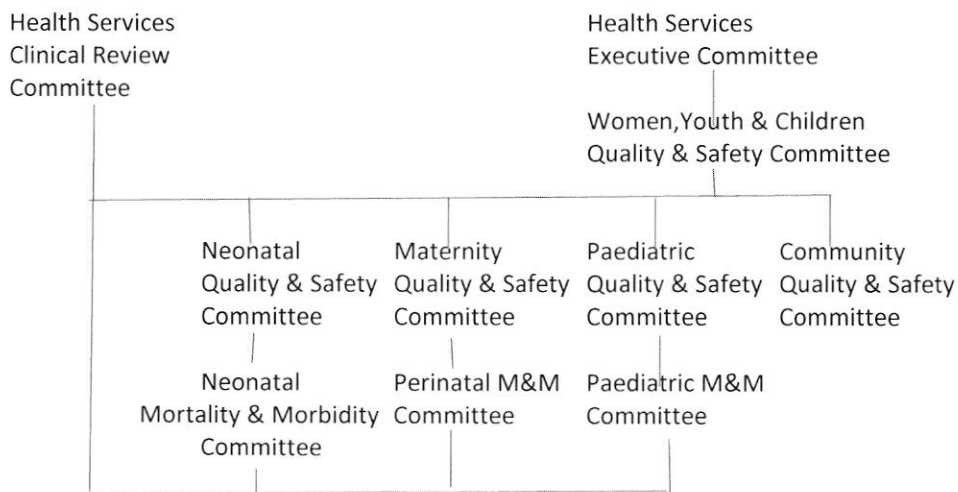 Health Services
Clinical Review
Committee
Health Services
Executive Committee
Women,Youth & Children
Quality & Safety Committee
Neonatal
Quality & Safety
Committee
Maternity
Quality & Safety
Committee
Paediatric
Quality & Safety
Committee
Community
Quality & Safety
Committee
Neonatal
Mortality & Morbidity
Committee
Perinatal M&M
Committee
Paediatric M&M
Committee